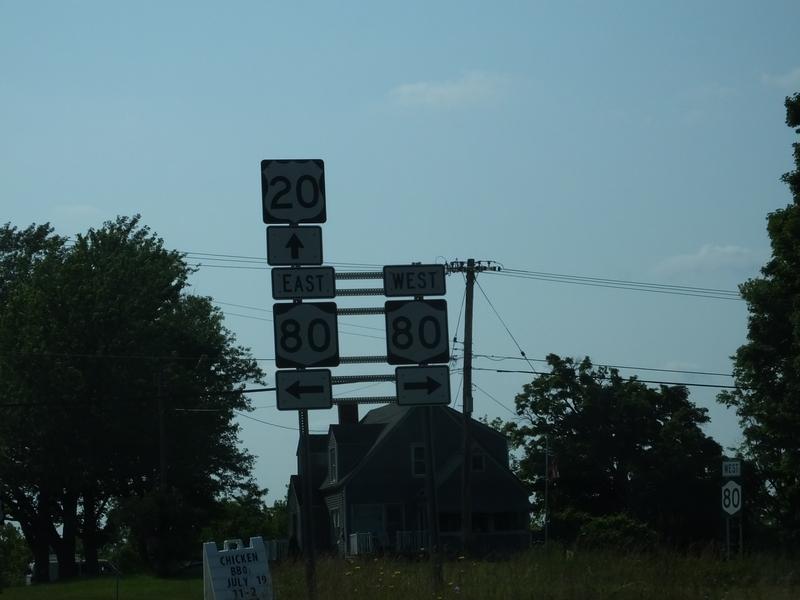 20
EAST
WEST
80
80
WEST
80
CHICKEN
BBQ
JULY 19
11-2